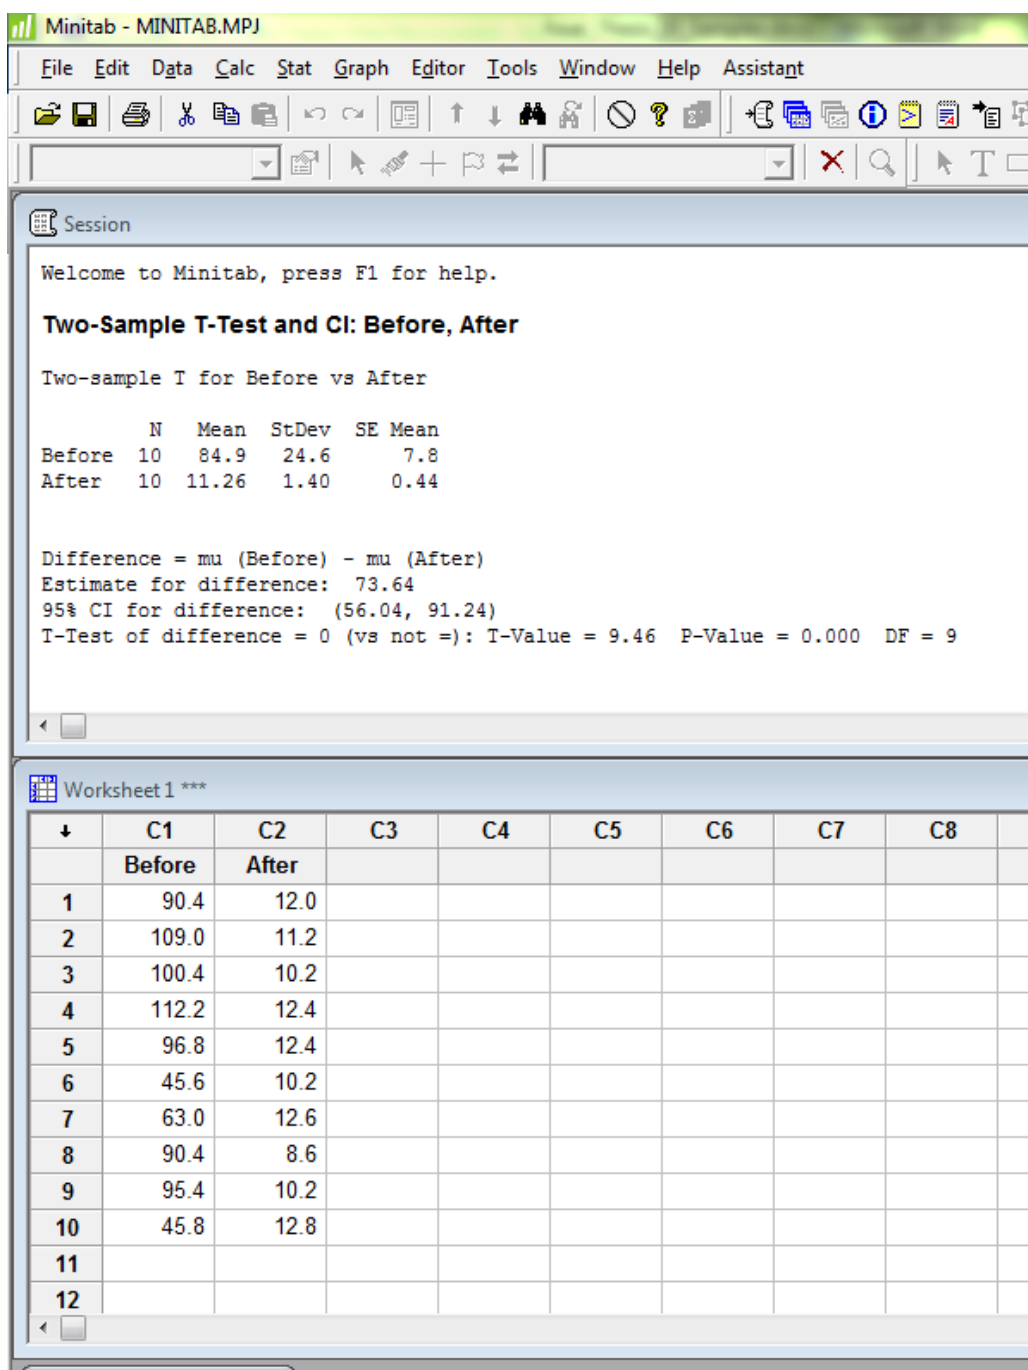 Minitab - MINITAB.MPJ
File Edit Data Calc Stat Graph Editor Tools Window Help Assistant
Session
Welcome to Minitab, press F1 for help.
Two-Sample T-Test and CI: Before, After
Two-sample T for Before vs After
N Mean StDev SE Mean
Before 10 84.9 24.6 7.8
After 10 11.26 1.40 0.44
Difference = mu (Before) - mu (After)
Estimate for difference: 73.64
95% CI for difference: (56.04, 91.24)
T-Test of difference = 0 (vs not =): T-Value = 9.46 P-Value = 0.000 DF = 9
Worksheet 1 ***
C1 C2 C3 C4 C5 C6 C7 C8
Before After
1 90.4 12.0
2 109.0 11.2
3 100.4 10.2
4 112.2 12.4
5 96.8 12.4
6 45.6 10.2
7 63.0 12.6
8 90.4 8.6
9 95.4 10.2
10 45.8 12.8
11
12